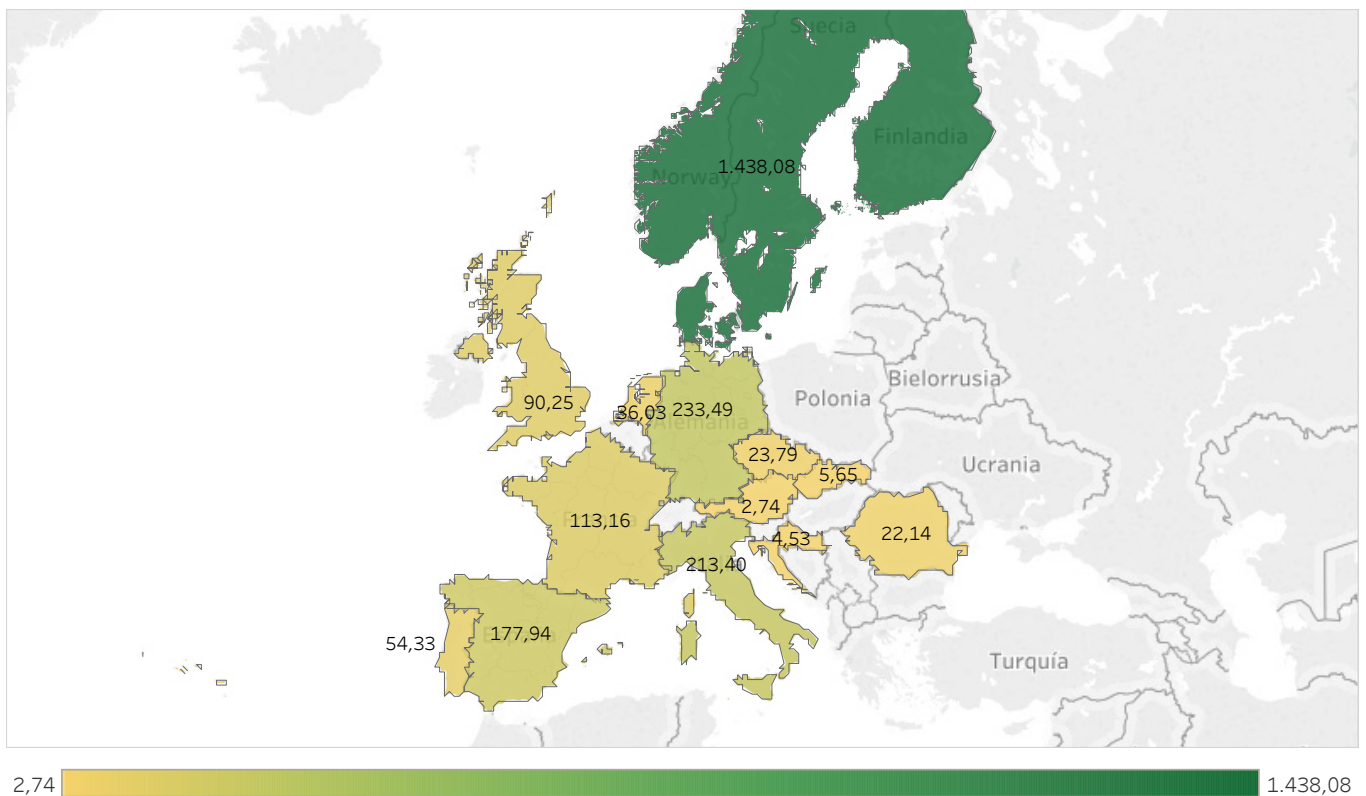 Suecia
Finlandia
1.438,08
Norway
Bielorrusia
Polonia
90,25
36,03
233,49
Alemania
23,79
Ucrania
5,65
2,74
113,16
22,14
4,53
213,40
177,94
54,33
Turquía
2,74
1.438,08